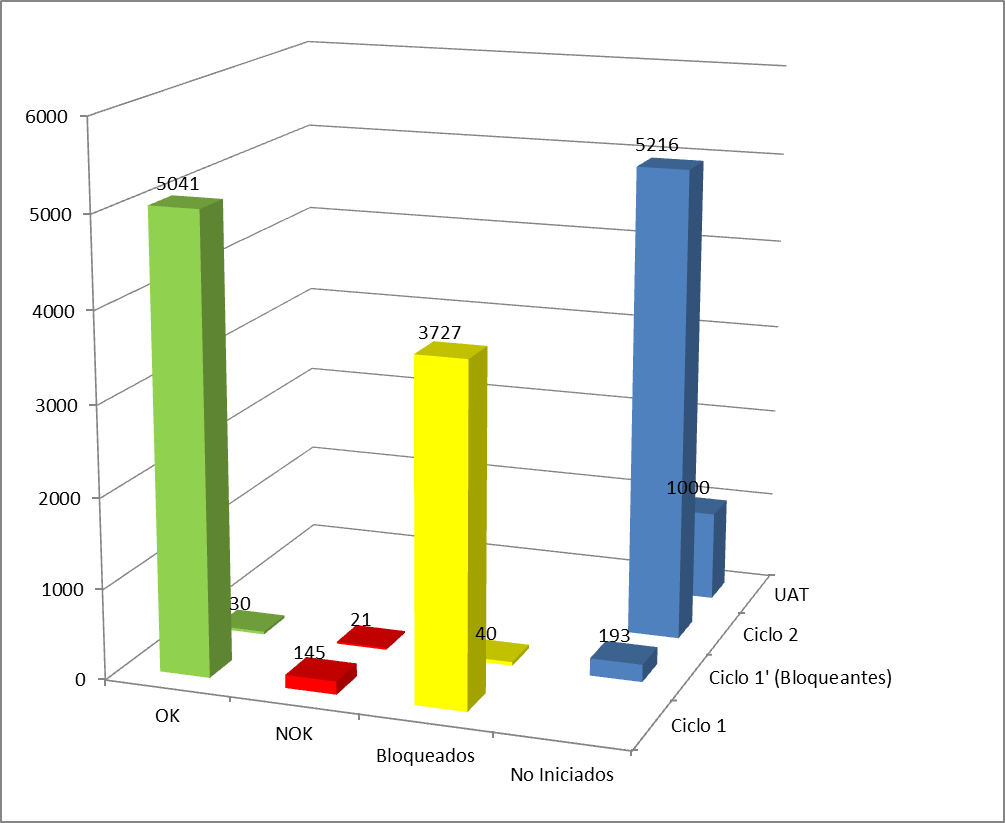 6000
5000
4000
3000
2000
1000
0
5041
30
145
21
3727
40
193
5216
1000
OK
NOK
Bloqueados
No Iniciados
Ciclo 1
Ciclo 1' (Bloqueantes)
Ciclo 2
UAT